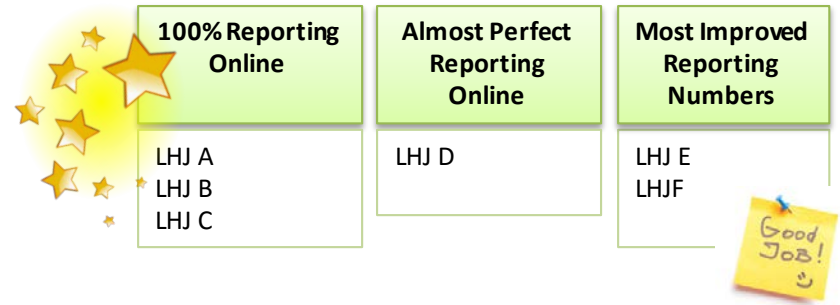 100% Reporting
Online
LHJ A
LHJ B
LHJ C
Almost Perfect
Reporting
Online
LHJ D
Most Improved
Reporting
Numbers
LHJ E
LHJF
Good
JOB!